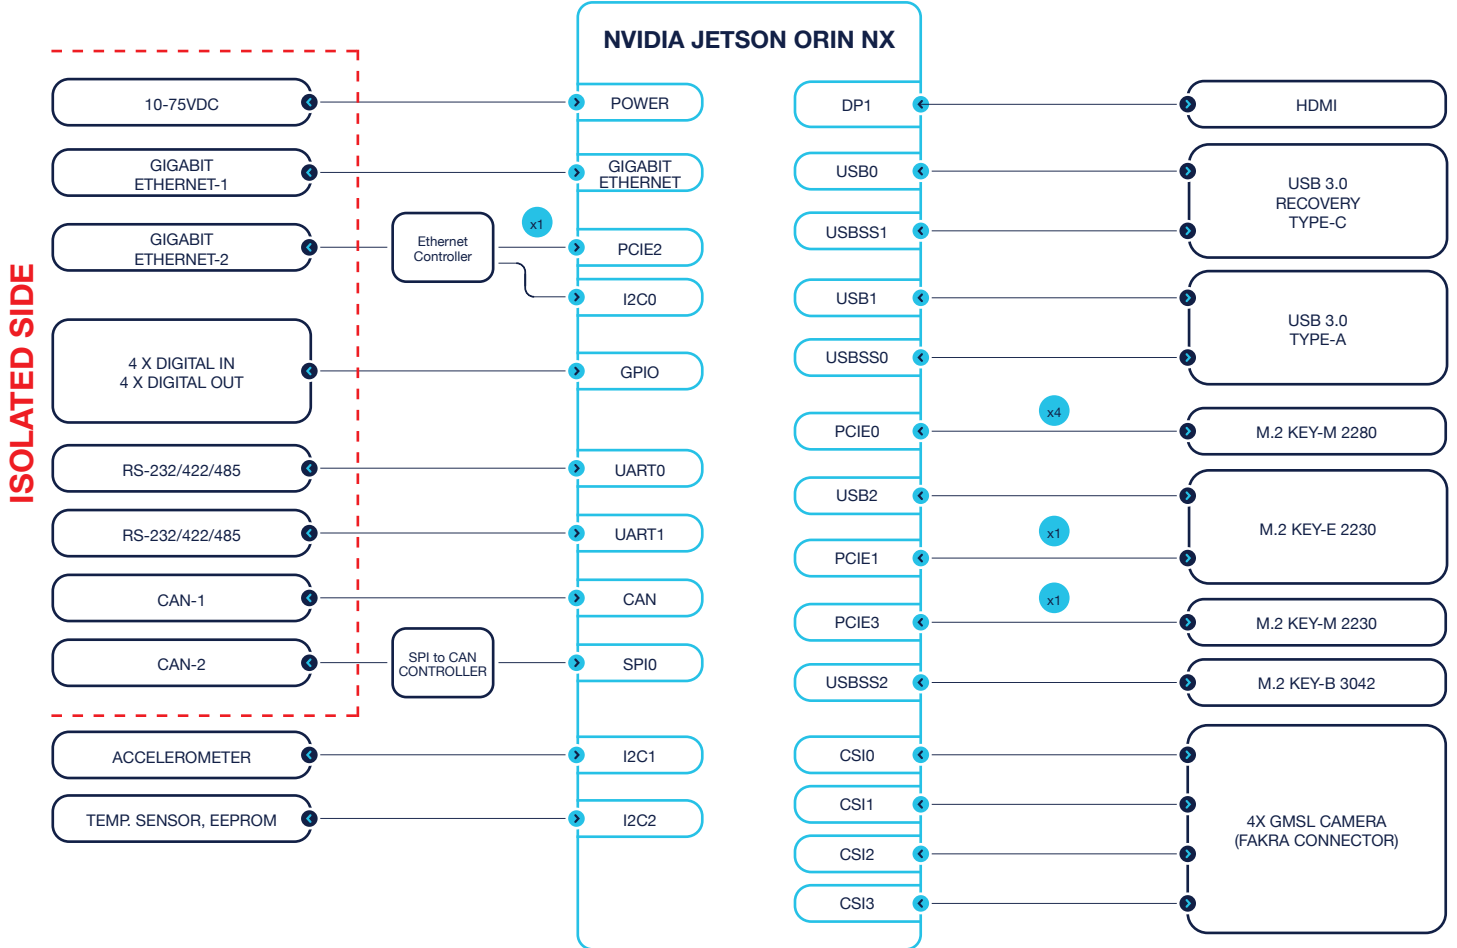 NVIDIA JETSON ORIN NX
ISOLATED SIDE
10-75VDC
POWER
GIGABIT
ETHERNET-1
GIGABIT
ETHERNET
GIGABIT
ETHERNET-2
Ethernet
Controller
x1
PCIE2
I2C0
4 X DIGITAL IN
4 X DIGITAL OUT
GPIO
RS-232/422/485
UART0
RS-232/422/485
UART1
CAN-1
CAN
CAN-2
SPI to CAN
CONTROLLER
SPI0
ACCELEROMETER
I2C1
TEMP. SENSOR, EEPROM
I2C2
DP1
HDMI
USB0
USBSS1
USB 3.0
RECOVERY
TYPE-C
USB1
USBSS0
USB 3.0
TYPE-A
PCIE0
x4
M.2 KEY-M 2280
USB2
PCIE1
x1
M.2 KEY-E 2230
PCIE3
x1
M.2 KEY-M 2230
USBSS2
M.2 KEY-B 3042
CSI0
CSI1
CSI2
CSI3
4X GMSL CAMERA
(FAKRA CONNECTOR)